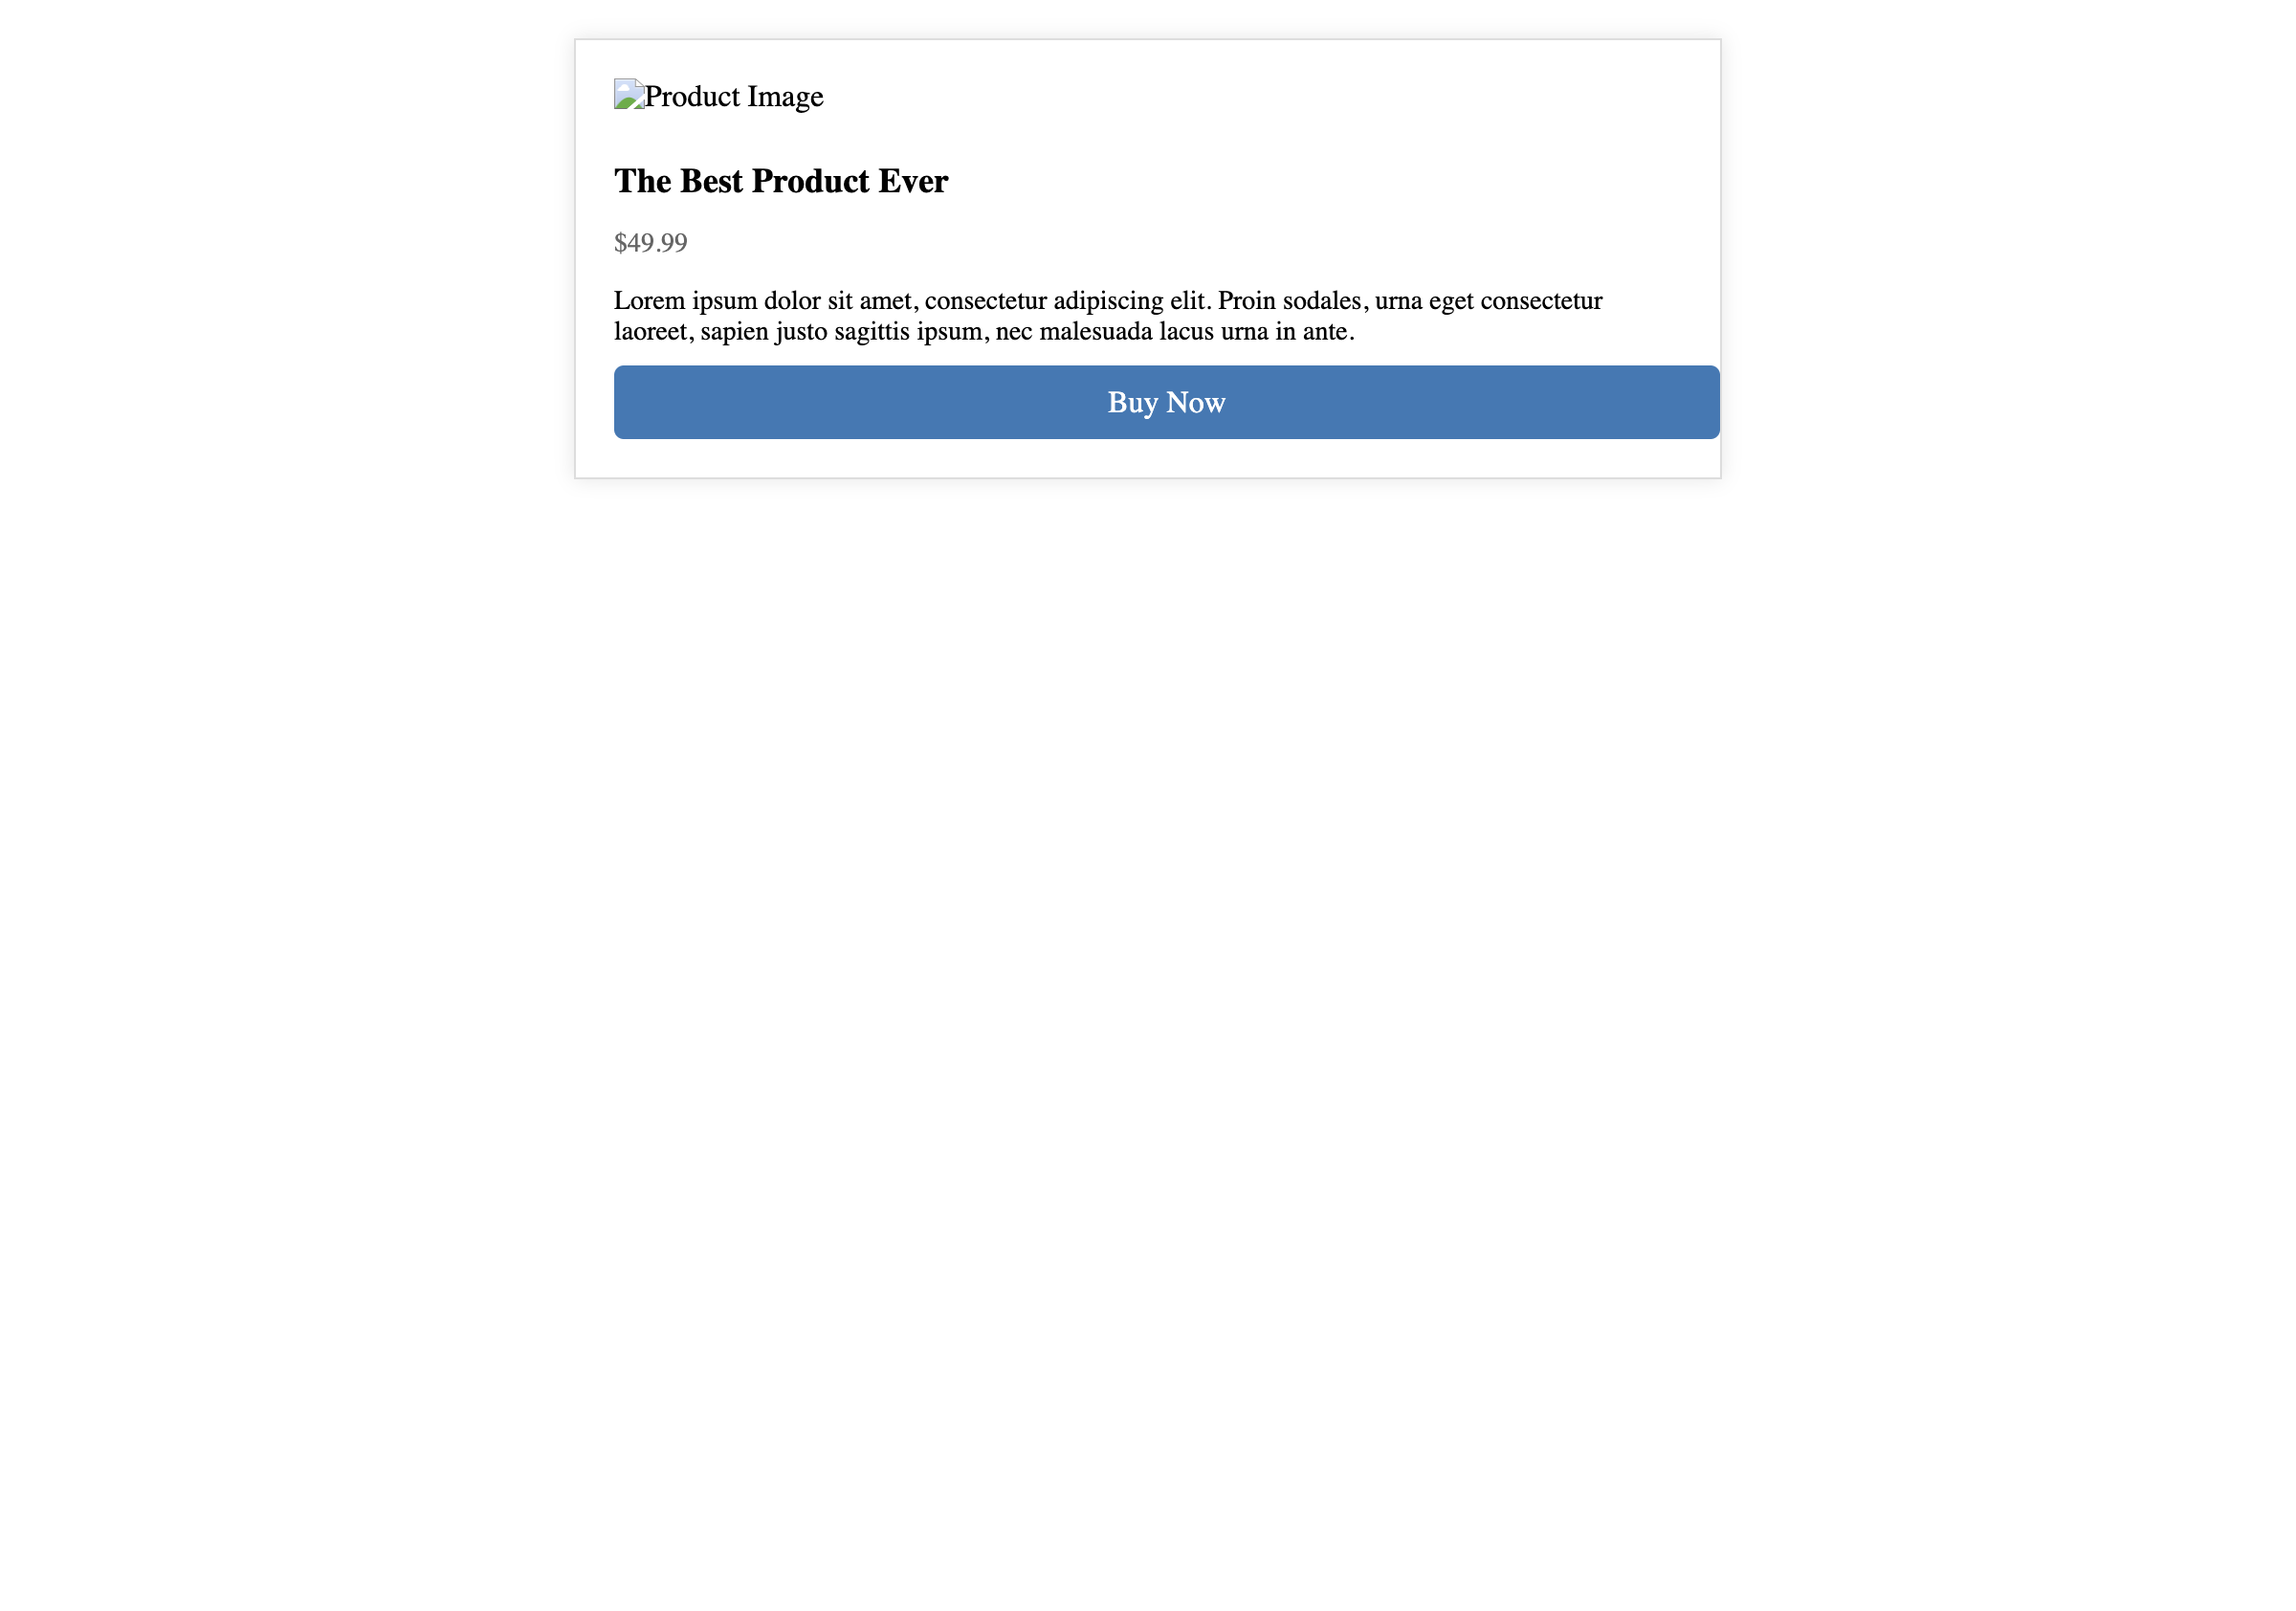 Product Image
The Best Product Ever
$49.99
Lorem ipsum dolor sit amet, consectetur adipiscing elit. Proin sodales, urna eget consectetur
laoreet, sapien justo sagittis ipsum, nec malesuada lacus urna in ante.
Buy Now